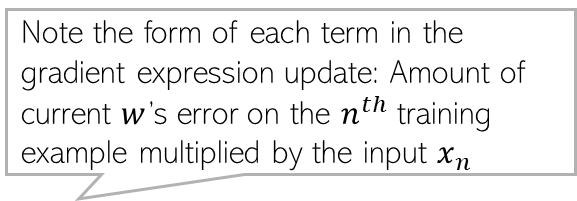 Note the form of each term in the
gradient expression update: Amount of
current 𝒘's error on the 𝒏ᵗʰ training
example multiplied by the input 𝒙ₙ